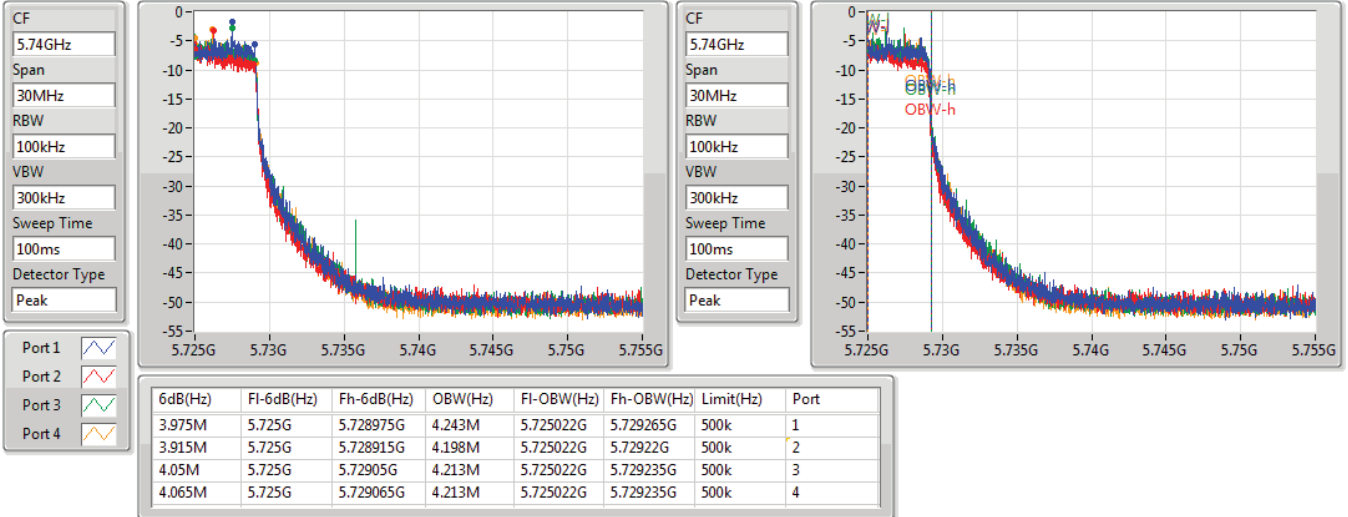 CF
5.74GHz
Span
30MHz
RBW
100kHz
VBW
300kHz
Sweep Time
100ms
Detector Type
Peak
0
-5
-10
-15
-20
-25
-30
-35
-40
-45
-50
-55
5.725G 5.73G 5.735G 5.74G 5.745G 5.75G 5.755G
CF
5.74GHz
Span
30MHz
RBW
100kHz
VBW
300kHz
Sweep Time
100ms
Detector Type
Peak
0
-5
-10
-15
-20
-25
-30
-35
-40
-45
-50
-55
OBW-h
OBW-h
5.725G 5.73G 5.735G 5.74G 5.745G 5.75G 5.755G
Port 1
Port 2
Port 3
Port 4
6dB(Hz) Fl-6dB(Hz) Fh-6dB(Hz) OBW(Hz) Fl-OBW(Hz) Fh-OBW(Hz) Limit(Hz) Port
3.975M 5.725G 5.728975G 4.243M 5.725022G 5.729265G 500k 1
3.915M 5.725G 5.728915G 4.198M 5.725022G 5.72922G 500k 2
4.05M 5.725G 5.72905G 4.213M 5.725022G 5.729235G 500k 3
4.065M 5.725G 5.729065G 4.213M 5.725022G 5.729235G 500k 4